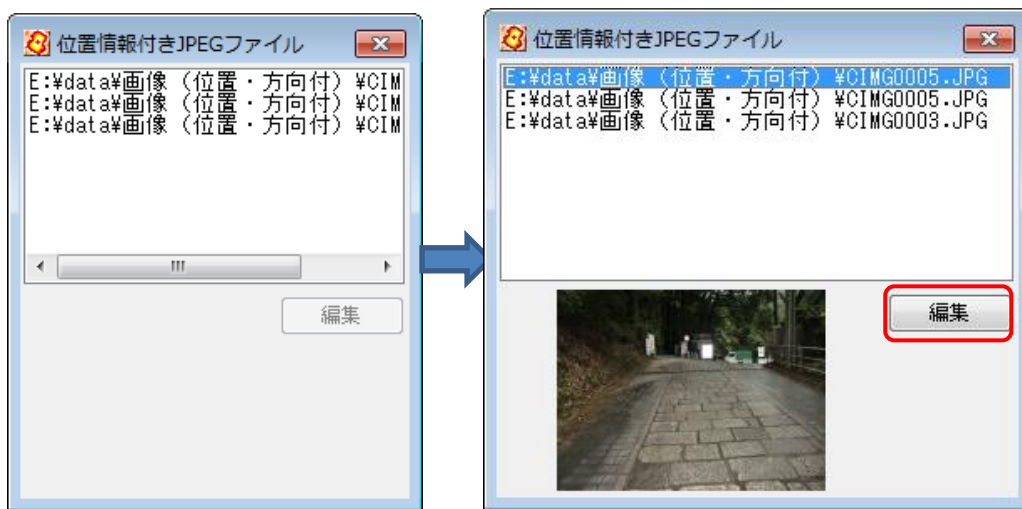 位置情報付きJPEGファイル
E:¥data¥画像（位置・方向付）¥CIM
E:¥data¥画像（位置・方向付）¥CIM
E:¥data¥画像（位置・方向付）¥CIM
編集
位置情報付きJPEGファイル
E:¥data¥画像（位置・方向付）¥CIMG0005.JPG
E:¥data¥画像（位置・方向付）¥CIMG0005.JPG
E:¥data¥画像（位置・方向付）¥CIMG0003.JPG
編集